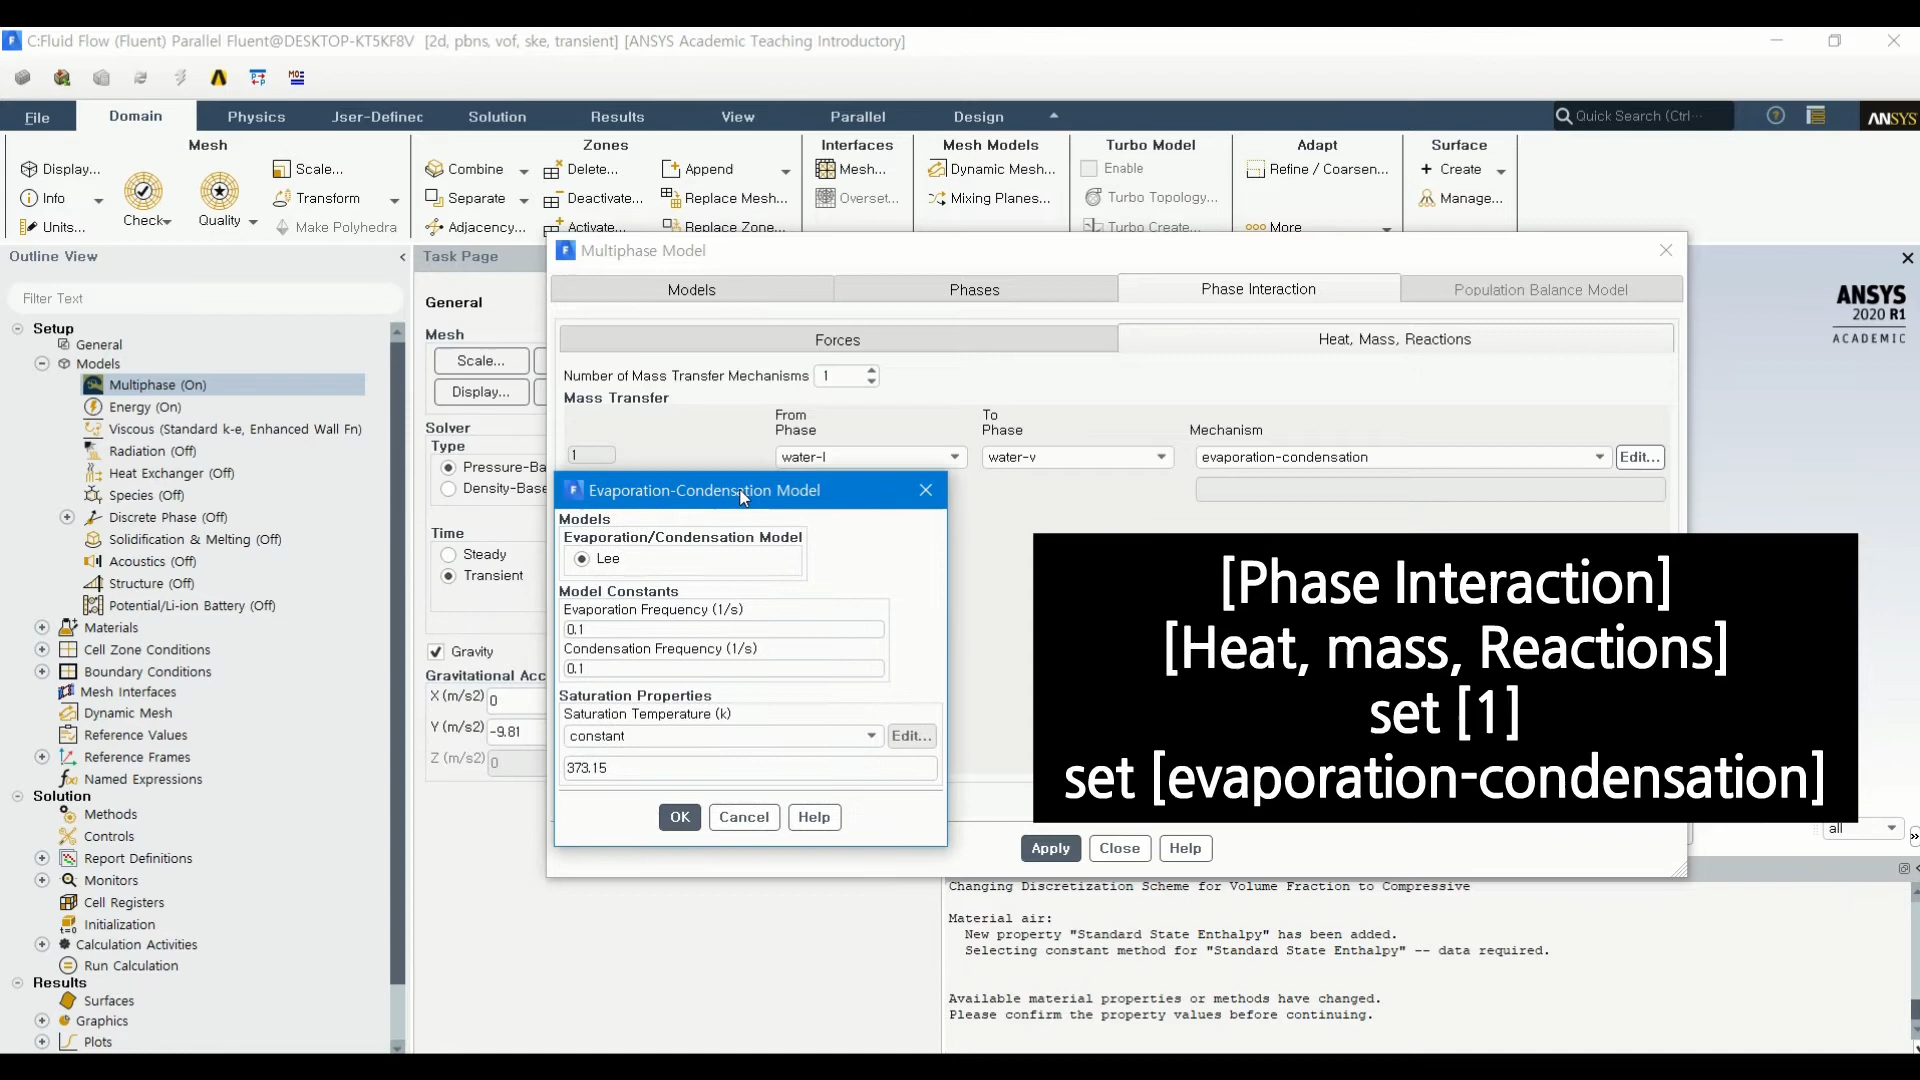 C:Fluid Flow (Fluent) Parallel Fluent@DESKTOP-KT5KF8V [2d, pbns, vof, ske, transient] [ANSYS Academic Teaching Introductory]
File Domain Physics Jser-Definec Solution Results View Parallel Design Quick Search (Ctrl··· ANSYS
Mesh Zones Interfaces Mesh Models Turbo Model Adapt Surface
Display... Scale... Combine Delete... Append Mesh... Dynamic Mesh... Enable Refine / Coarsen... Create
Info Transform Separate Deactivate... Replace Mesh... Overset... Mixing Planes... Turbo Topology... Manage...
Check Quality
Units... Make Polyhedra Adjacency... Activate... Replace Zone... Turbo Create... More
Outline View
Filter Text
Setup
General
Models
Multiphase (On)
Energy (On)
Viscous (Standard k-e, Enhanced Wall Fn)
Radiation (Off)
Heat Exchanger (Off)
Species (Off)
Discrete Phase (Off)
Solidification & Melting (Off)
Acoustics (Off)
Structure (Off)
Potential/Li-ion Battery (Off)
Materials
Cell Zone Conditions
Boundary Conditions
Mesh Interfaces
Dynamic Mesh
Reference Values
Reference Frames
Named Expressions
Solution
Methods
Controls
Report Definitions
Monitors
Cell Registers
Initialization
Calculation Activities
Run Calculation
Results
Surfaces
Graphics
Plots
Task Page
General
Mesh
Scale...
Display...
Solver
Type
Pressure-Ba
Density-Base
Time
Steady
Transient
Gravity
Gravitational Acc
X (m/s2) 0
Y (m/s2) -9.81
Z (m/s2) 0
Multiphase Model
Models Phases Phase Interaction Population Balance Model
Forces Heat, Mass, Reactions
Number of Mass Transfer Mechanisms 1
Mass Transfer
From
Phase
To
Phase
Mechanism
1 water-l water-v evaporation-condensation Edit...
Evaporation-Condensation Model
Models
Evaporation/Condensation Model
Lee
Model Constants
Evaporation Frequency (1/s)
0.1
Condensation Frequency (1/s)
0.1
Saturation Properties
Saturation Temperature (k)
constant Edit...
373.15
OK Cancel Help
[Phase Interaction]
[Heat, mass, Reactions]
set [1]
set [evaporation-condensation]
Apply Close Help
ANSYS
2020 R1
ACADEMIC
all
Changing Discretization Scheme for Volume Fraction to Compressive
Material air:
New property "Standard State Enthalpy" has been added.
Selecting constant method for "Standard State Enthalpy" -- data required.
Available material properties or methods have changed.
Please confirm the property values before continuing.